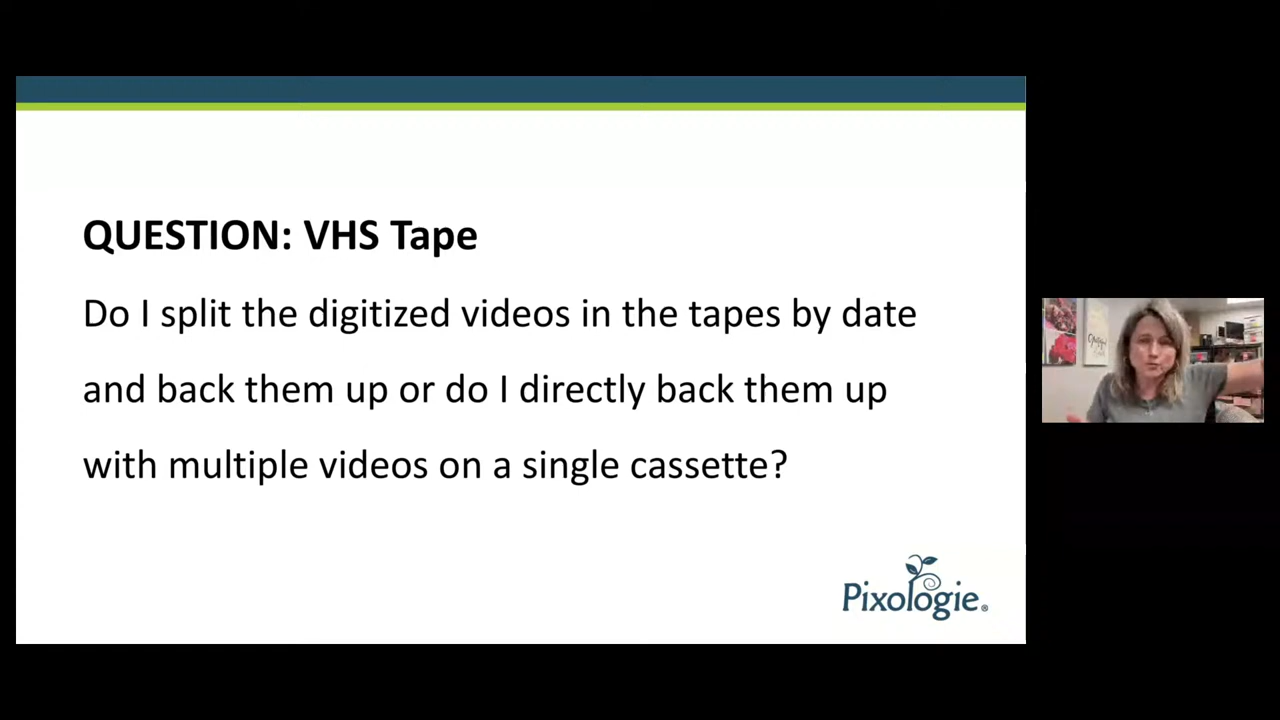 QUESTION: VHS Tape
Do I split the digitized videos in the tapes by date
and back them up or do I directly back them up
with multiple videos on a single cassette?
Pixologie®